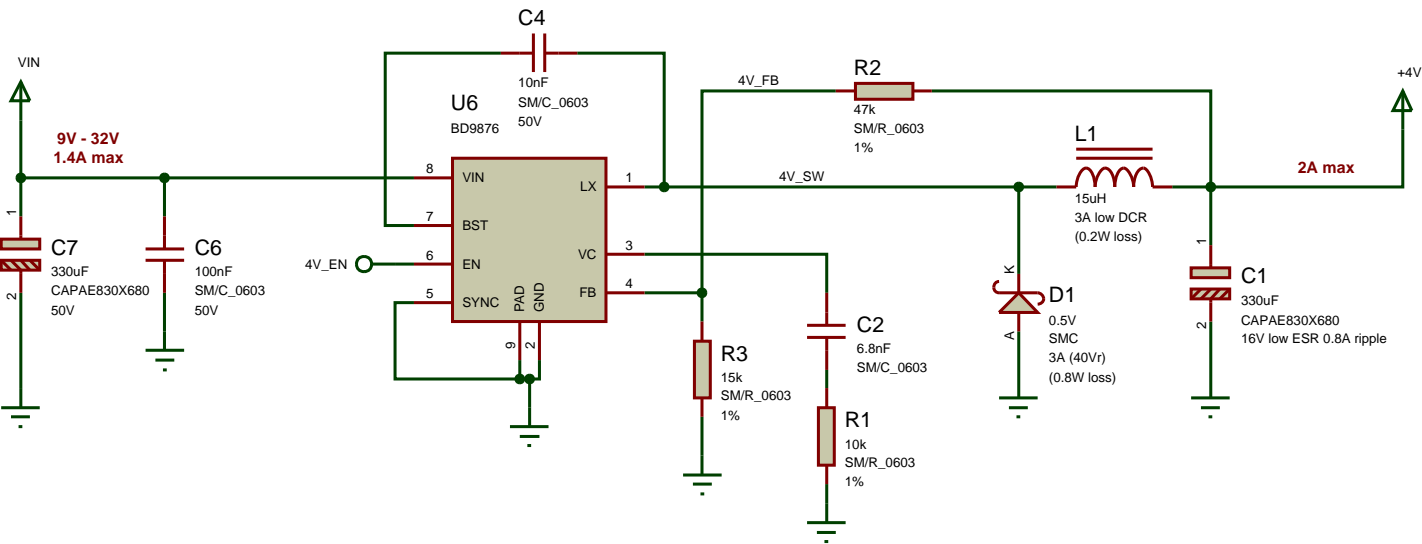 VIN
9V - 32V
1.4A max
1
C7
330uF
CAPAE830X680
50V
2
C6
100nF
SM/C_0603
50V
C4
10nF
SM/C_0603
50V
U6
BD9876
8
VIN
7
BST
4V_EN
6
EN
5
SYNC
PAD
GND
9
2
LX
1
VC
3
FB
4
4V_FB
R2
47k
SM/R_0603
1%
4V_SW
R3
15k
SM/R_0603
1%
C2
6.8nF
SM/C_0603
R1
10k
SM/R_0603
1%
K
D1
A
0.5V
SMC
3A (40Vr)
(0.8W loss)
L1
15uH
3A low DCR
(0.2W loss)
2A max
+4V
1
C1
330uF
CAPAE830X680
16V low ESR 0.8A ripple
2